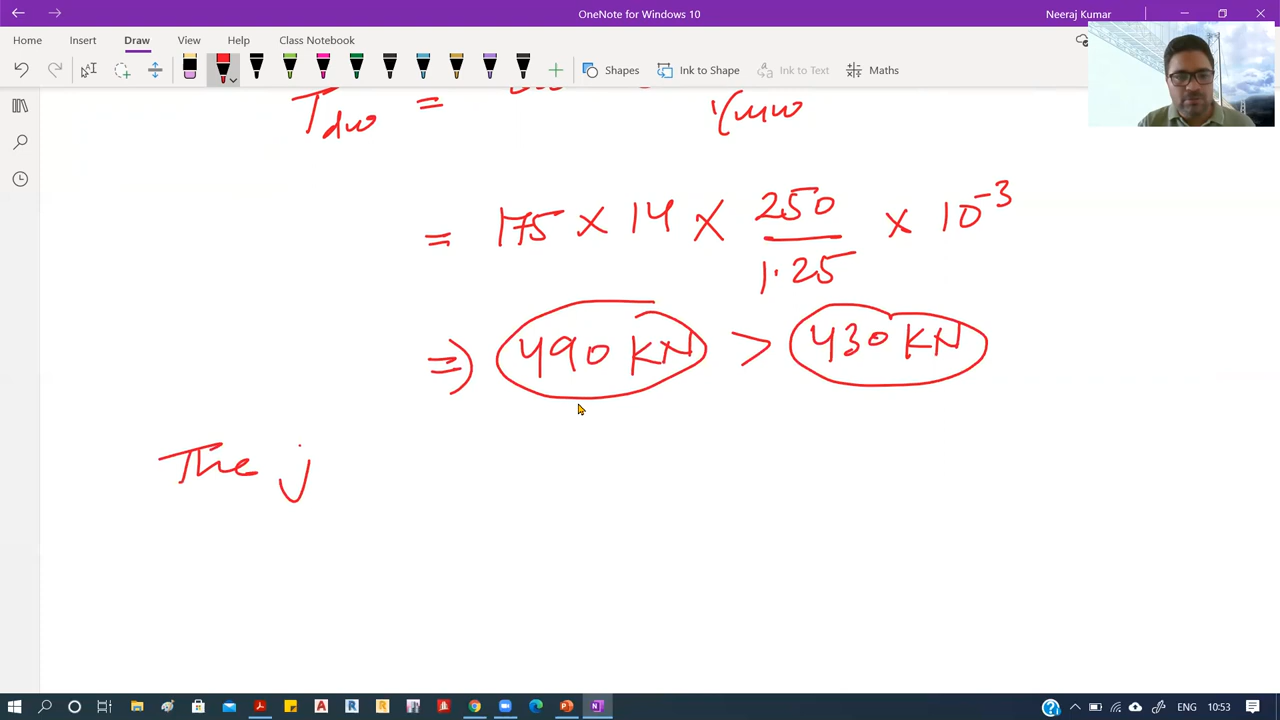 OneNote for Windows 10
Neeraj Kumar
Home Insert Draw View Help Class Notebook
Shapes Ink to Shape Ink to Text Maths
Tdw =
γmw
= 175 × 14 × 250/1.25 × 10⁻³
⇒ 490 KN > 430 KN
The j
ENG 10:53